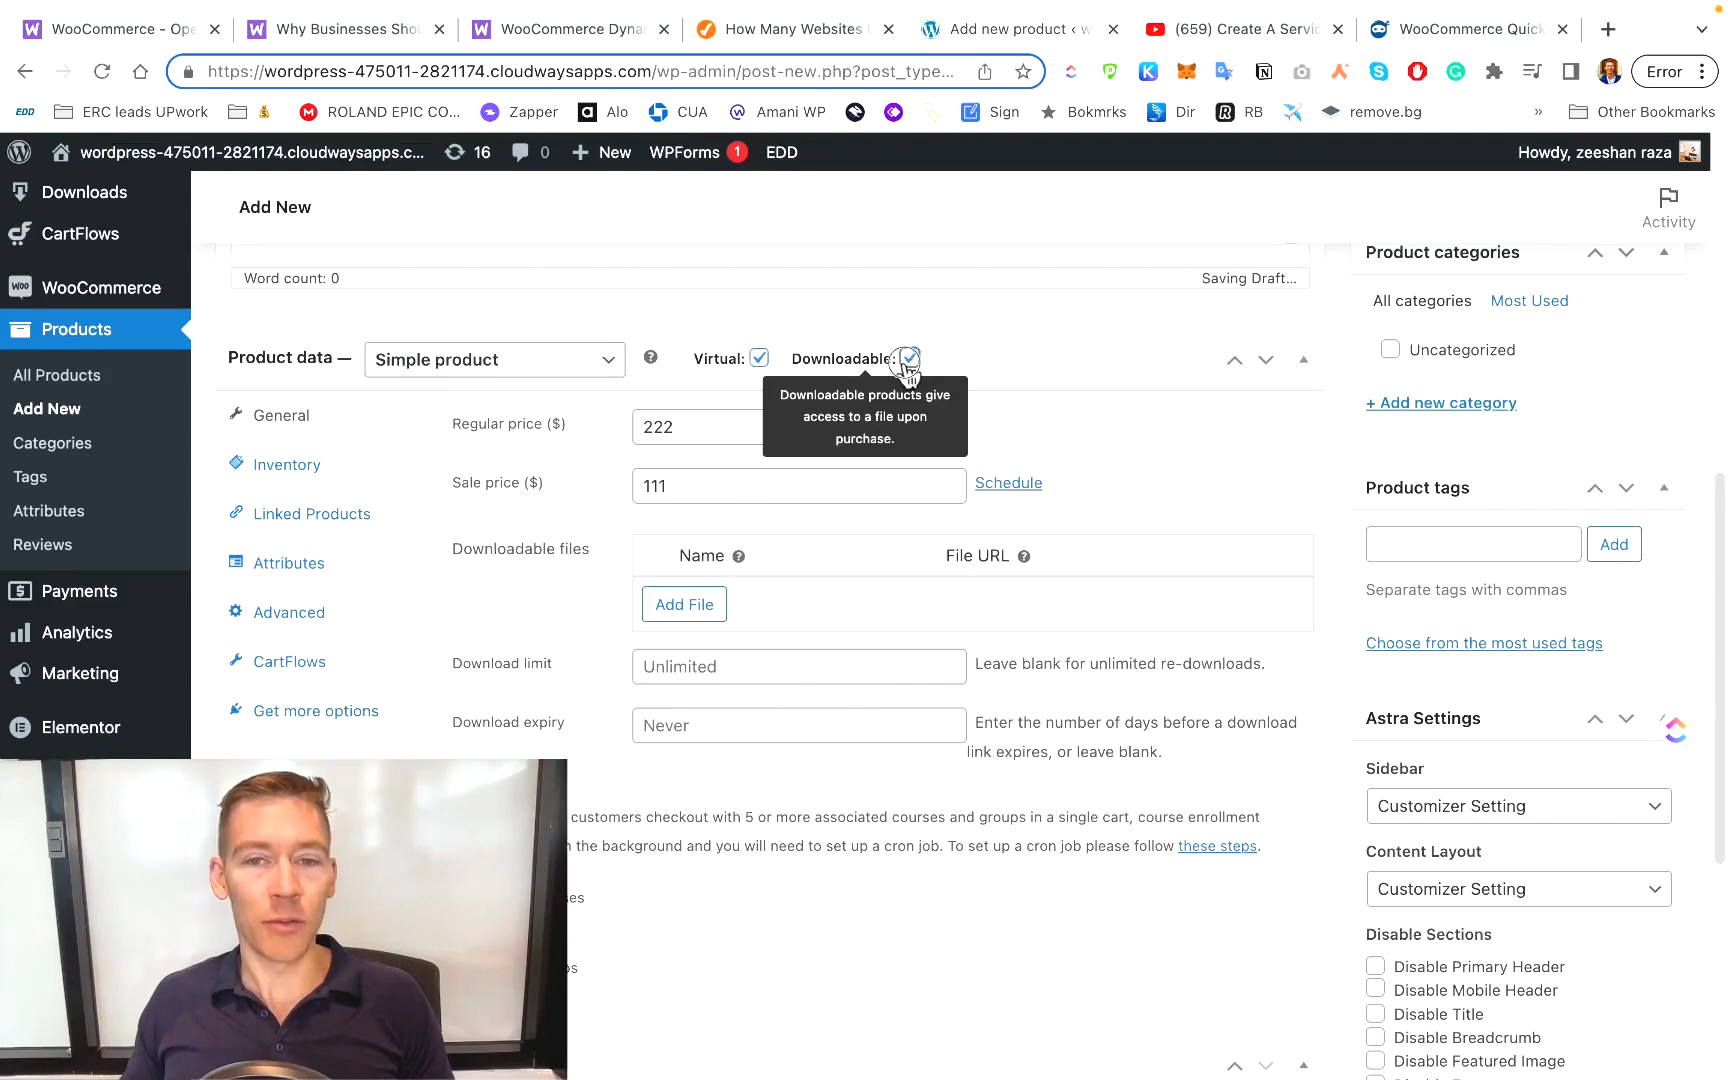 WooCommerce - Ope
Why Businesses Shou
WooCommerce Dyna
How Many Websites
Add new product ‹ w
(659) Create A Servic
WooCommerce Quick
https://wordpress-475011-2821174.cloudwaysapps.com/wp-admin/post-new.php?post_type...
Error
EDD
ERC leads UPwork
ROLAND EPIC CO...
Zapper
Alo
CUA
Amani WP
Sign
Bokmrks
Dir
RB
remove.bg
»
Other Bookmarks
wordpress-475011-2821174.cloudwaysapps.c...
16
0
New
WPForms 1
EDD
Howdy, zeeshan raza
Downloads
CartFlows
WooCommerce
Products
All Products
Add New
Categories
Tags
Attributes
Reviews
Payments
Analytics
Marketing
Elementor
Add New
Activity
Word count: 0
Saving Draft...
Product data —
Simple product
Virtual:
Downloadable:
Downloadable products give
access to a file upon
purchase.
General
Inventory
Linked Products
Attributes
Advanced
CartFlows
Get more options
Regular price ($)
222
Sale price ($)
111
Schedule
Downloadable files
Name
File URL
Add File
Download limit
Unlimited
Leave blank for unlimited re-downloads.
Download expiry
Never
Enter the number of days before a download
link expires, or leave blank.
customers checkout with 5 or more associated courses and groups in a single cart, course enrollment
the background and you will need to set up a cron job. To set up a cron job please follow these steps.
Product categories
All categories
Most Used
Uncategorized
+ Add new category
Product tags
Add
Separate tags with commas
Choose from the most used tags
Astra Settings
Sidebar
Customizer Setting
Content Layout
Customizer Setting
Disable Sections
Disable Primary Header
Disable Mobile Header
Disable Title
Disable Breadcrumb
Disable Featured Image